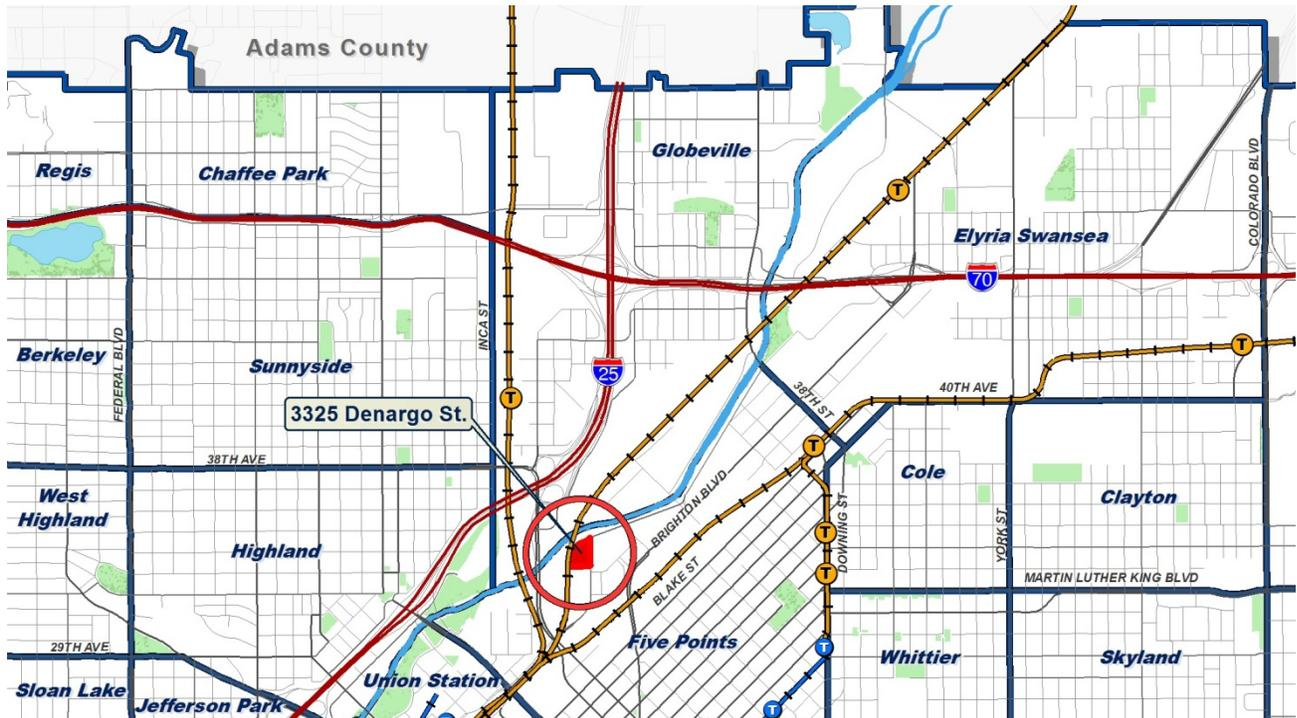 Adams County
Globeville
Regis
Chaffee Park
COLORADO BLVD
T
Elyria Swansea
70
INCA ST
FEDERAL BLVD
Berkeley
Sunnyside
25
T
T
38TH ST
40TH AVE
3325 Denargo St.
T
38TH AVE
Cole
BRIGHTON BLVD
West
Highland
Clayton
DOWNING ST
YORK ST
T
Highland
T
BLAKE ST
MARTIN LUTHER KING BLVD
Five Points
29TH AVE
T
Whittier
Skyland
Union Station
Sloan Lake
Jefferson Park
T